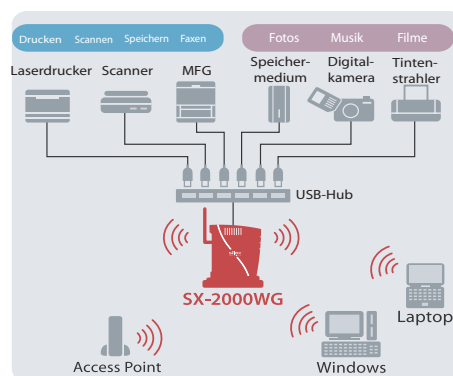 Drucken Scannen Speichern Faxen
Fotos Musik Filme
Laserdrucker
Scanner
MFG
Speicher-
medium
Digital-
kamera
Tinten-
strahler
USB-Hub
SX-2000WG
Laptop
Access Point
Windows